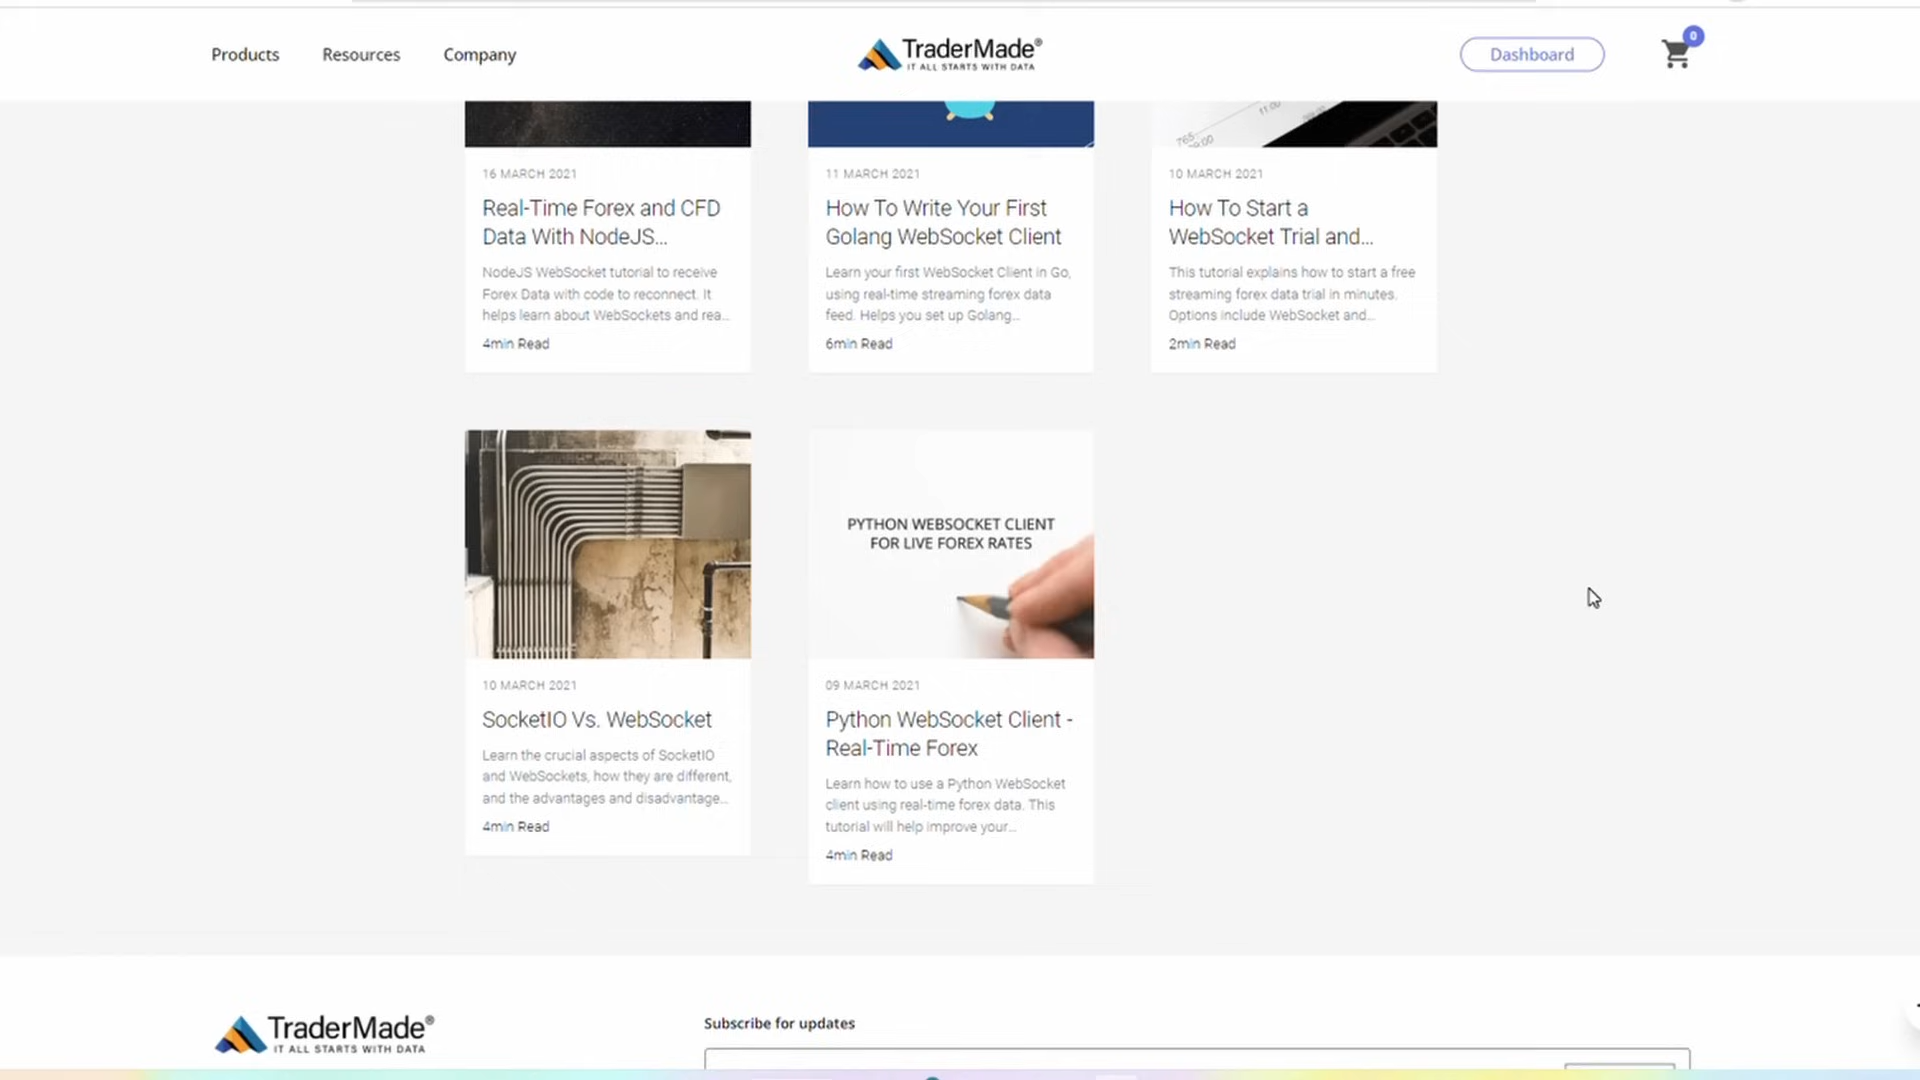 Products
Resources
Company
TraderMade®
IT ALL STARTS WITH DATA
Dashboard
0
11:00
765
16 MARCH 2021
Real-Time Forex and CFD
Data With NodeJS...
NodeJS WebSocket tutorial to receive
Forex Data with code to reconnect. It
helps learn about WebSockets and rea...
4min Read
11 MARCH 2021
How To Write Your First
Golang WebSocket Client
Learn your first WebSocket Client in Go,
using real-time streaming forex data
feed. Helps you set up Golang...
6min Read
10 MARCH 2021
How To Start a
WebSocket Trial and...
This tutorial explains how to start a free
streaming forex data trial in minutes.
Options include WebSocket and...
2min Read
10 MARCH 2021
SocketIO Vs. WebSocket
Learn the crucial aspects of SocketIO
and WebSockets, how they are different,
and the advantages and disadvantage...
4min Read
PYTHON WEBSOCKET CLIENT
FOR LIVE FOREX RATES
09 MARCH 2021
Python WebSocket Client -
Real-Time Forex
Learn how to use a Python WebSocket
client using real-time forex data. This
tutorial will help improve your...
4min Read
TraderMade®
IT ALL STARTS WITH DATA
Subscribe for updates